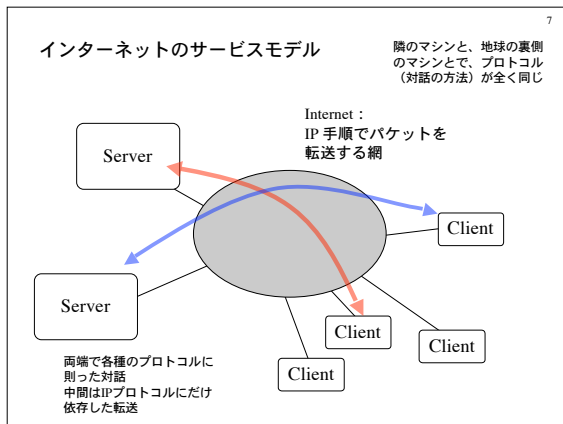 7
インターネットのサービスモデル
隣のマシンと、地球の裏側
のマシンとで、プロトコル
（対話の方法）が全く同じ
Internet：
IP 手順でパケットを
転送する網
Server
Client
Server
Client
Client
Client
両端で各種のプロトコルに
則った対話
中間はIPプロトコルにだけ
依存した転送